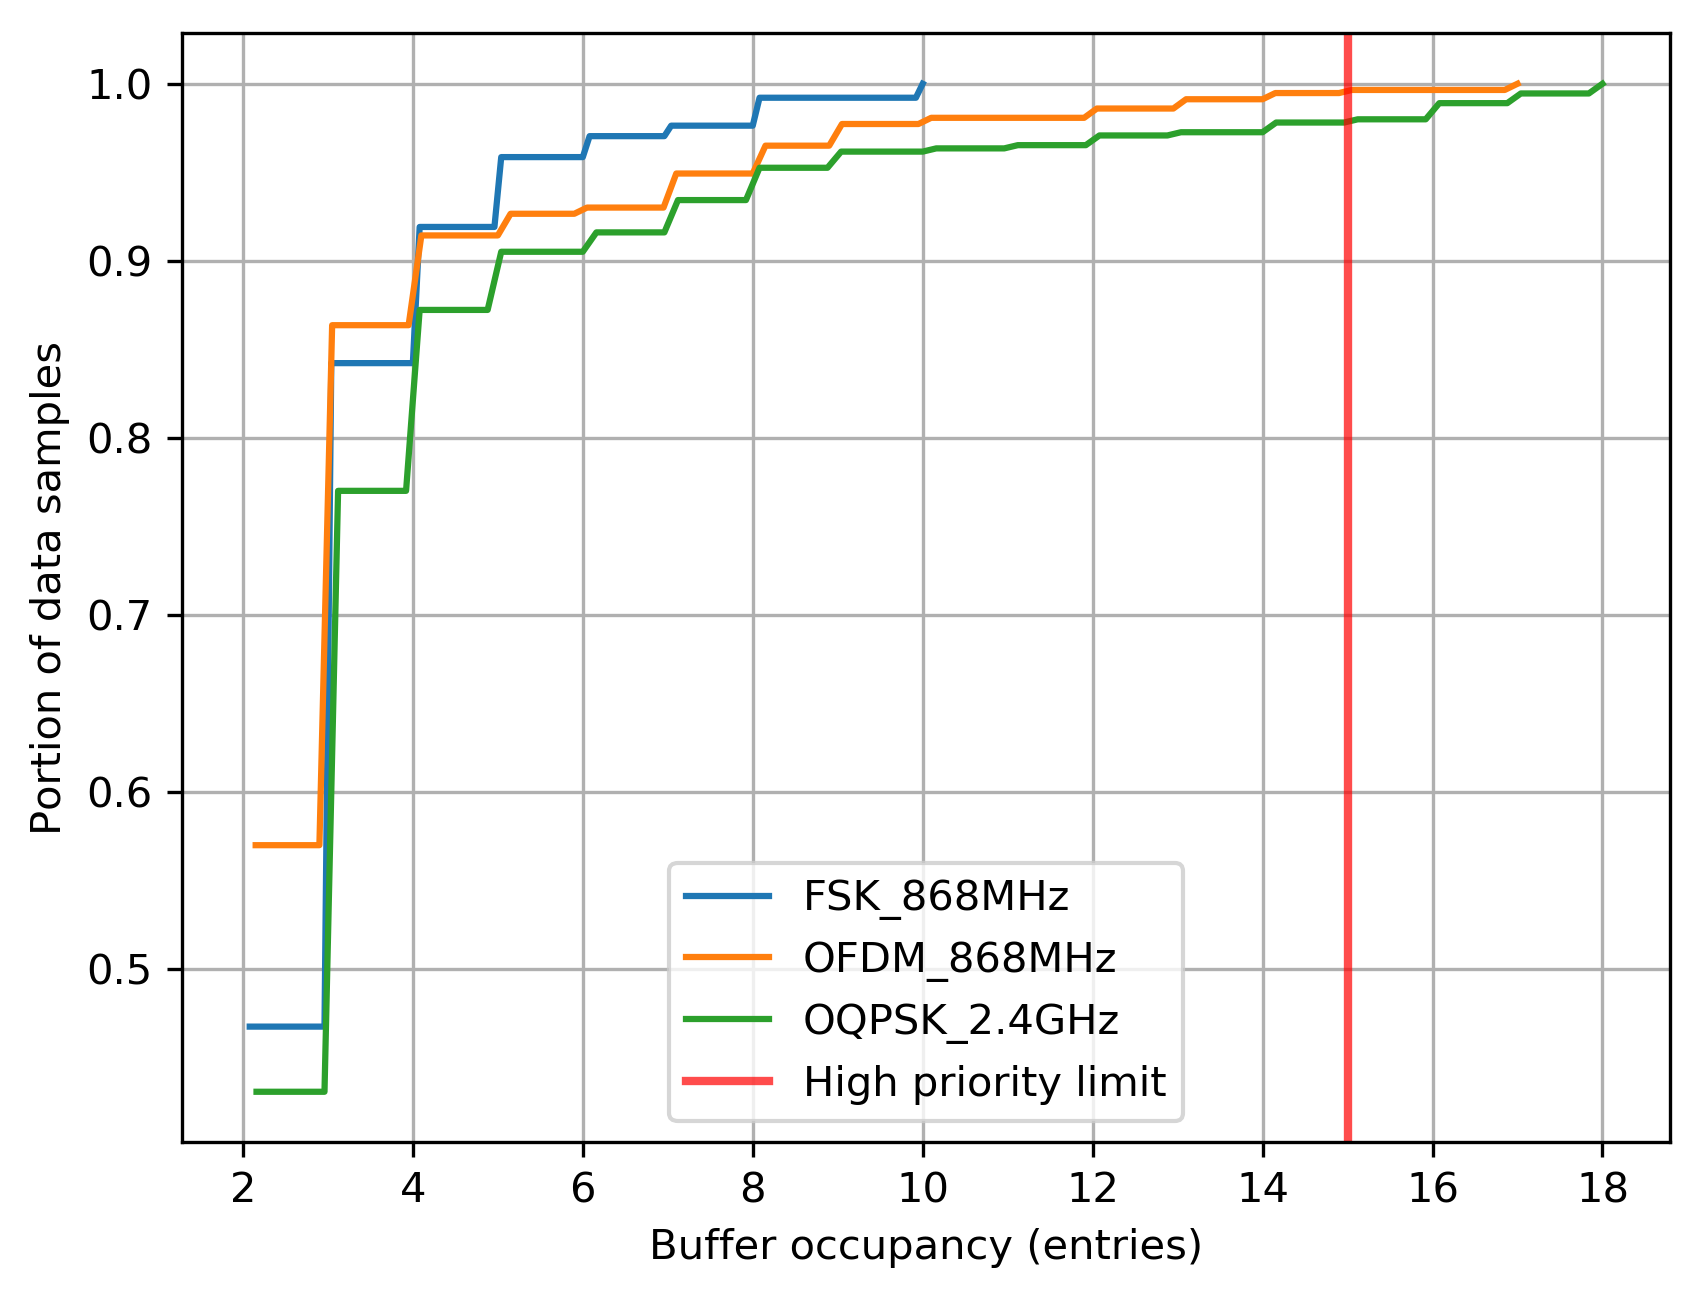 1.0
0.9
0.8
0.7
0.6
0.5
Portion of data samples
FSK_868MHz
OFDM_868MHz
OQPSK_2.4GHz
High priority limit
2 4 6 8 10 12 14 16 18
Buffer occupancy (entries)